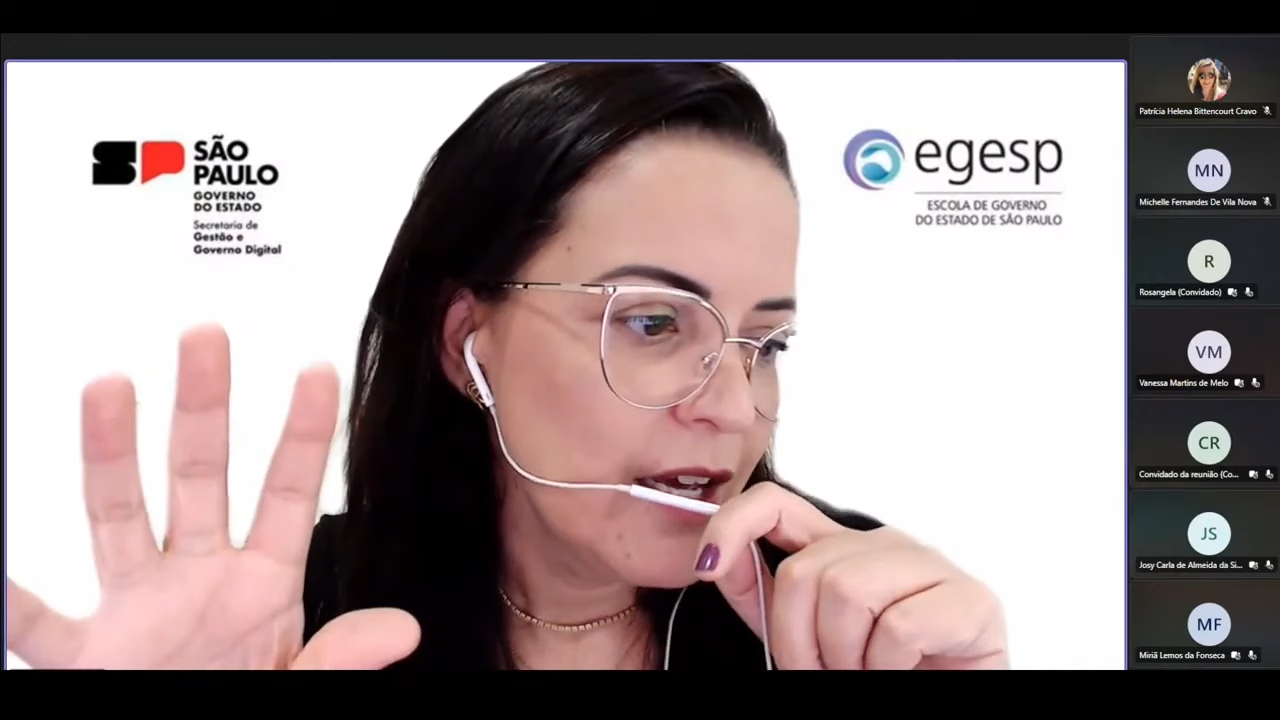 SÃO
PAULO
GOVERNO
DO ESTADO
Secretaria de
Gestão e
Governo Digital
egesp
ESCOLA DE GOVERNO
DO ESTADO DE SÃO PAULO
Patrícia Helena Bittencourt Cravo
MN
Michelle Fernandes De Vila Nova
R
Rosangela (Convidado)
VM
Vanessa Martins de Melo
CR
Convidado da reunião (Co...
JS
Josy Carla de Almeida da Si...
MF
Miriã Lemos da Fonseca